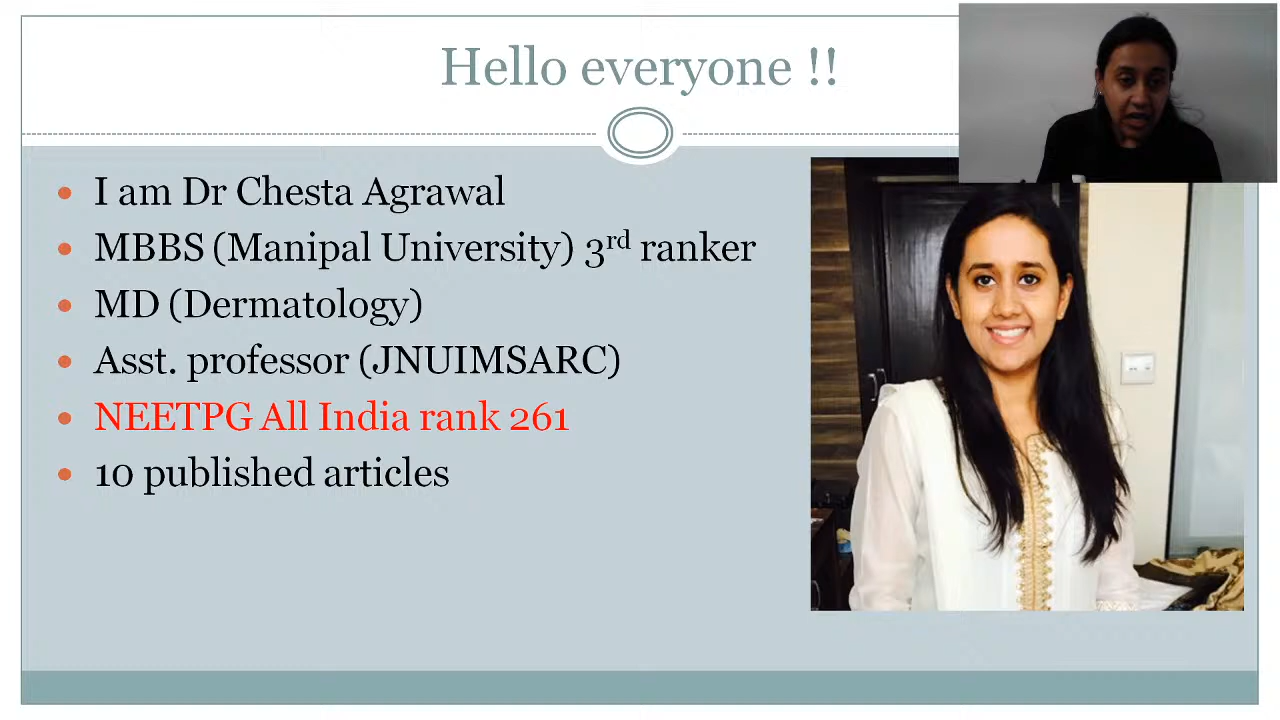 Hello everyone !!
I am Dr Chesta Agrawal
MBBS (Manipal University) 3rd ranker
MD (Dermatology)
Asst. professor (JNUIMSARC)
NEETPG All India rank 261
10 published articles